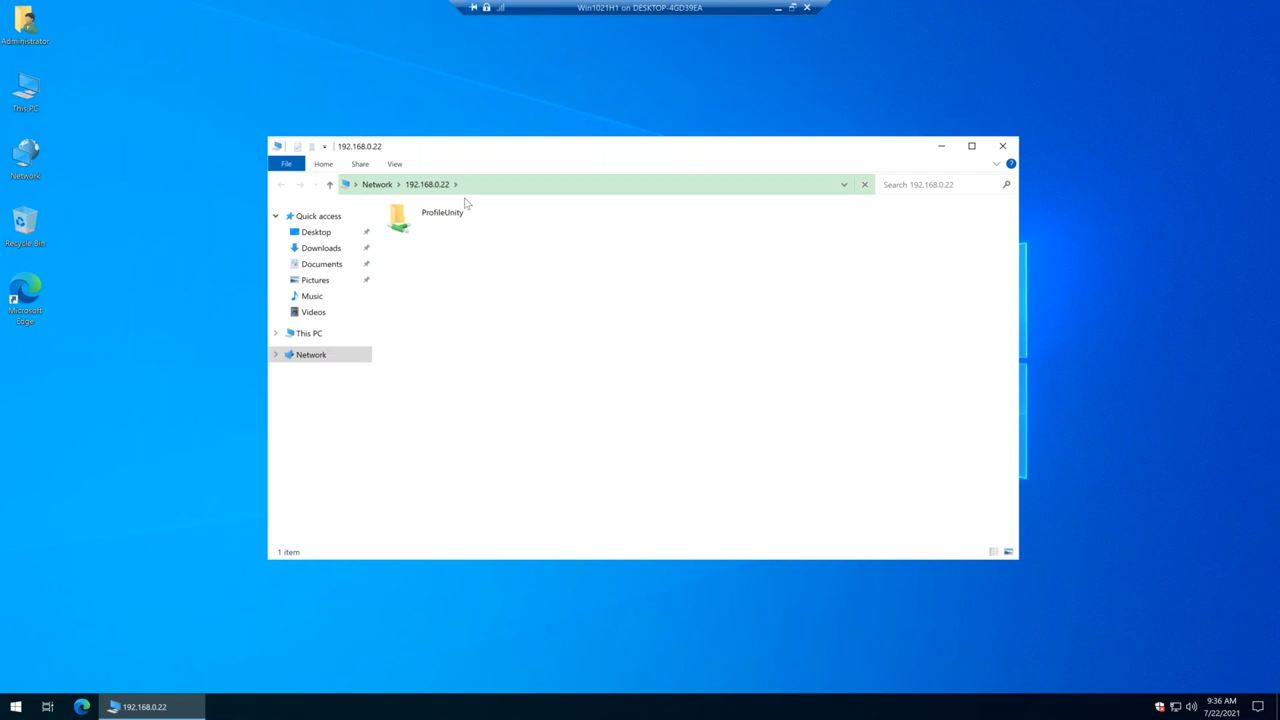 Win1021H1 on DESKTOP-4GD39EA
Administrator
This PC
Network
Recycle Bin
Microsoft
Edge
192.168.0.22
File
Home
Share
View
Network
192.168.0.22
Search 192.168.0.22
Quick access
Desktop
Downloads
Documents
Pictures
Music
Videos
This PC
Network
ProfileUnity
1 item
192.168.0.22
9:36 AM
7/22/2021